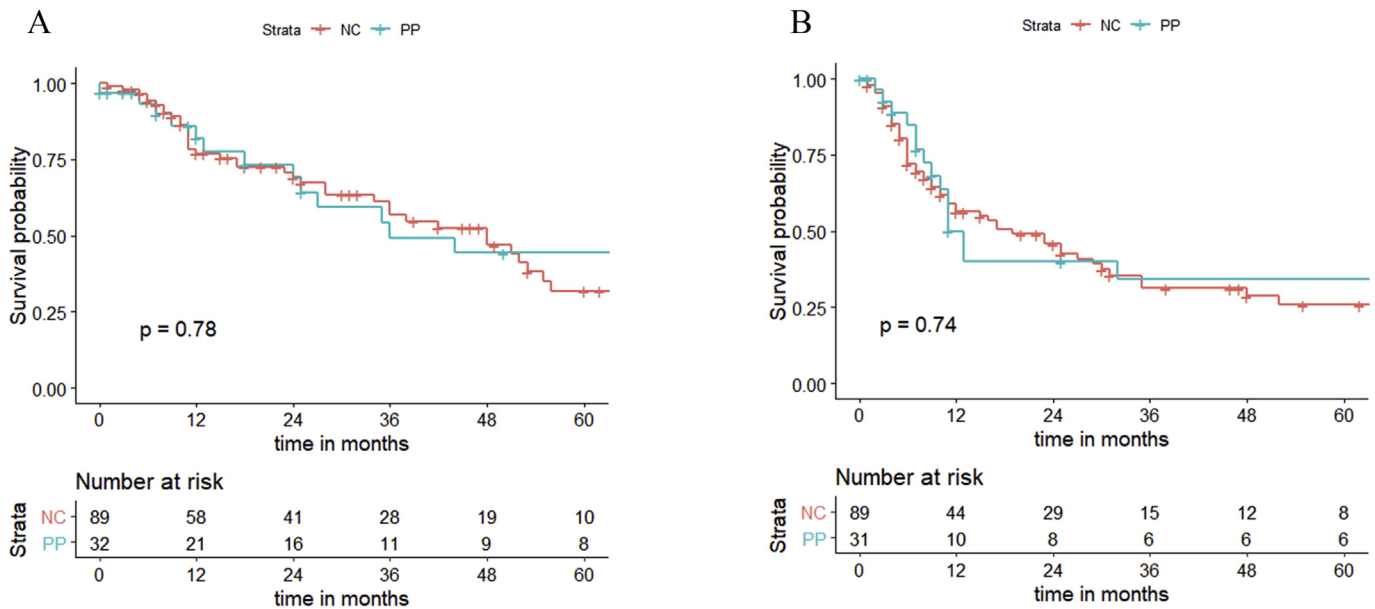 A
Strata NC PP
Survival probability
1.00
0.75
0.50
0.25
0.00
p = 0.78
0 12 24 36 48 60
time in months
Number at risk
Strata
NC 89 58 41 28 19 10
PP 32 21 16 11 9 8
0 12 24 36 48 60
time in months
B
Strata NC PP
Survival probability
1.00
0.75
0.50
0.25
0.00
p = 0.74
0 12 24 36 48 60
time in months
Number at risk
Strata
NC 89 44 29 15 12 8
PP 31 10 8 6 6 6
0 12 24 36 48 60
time in months